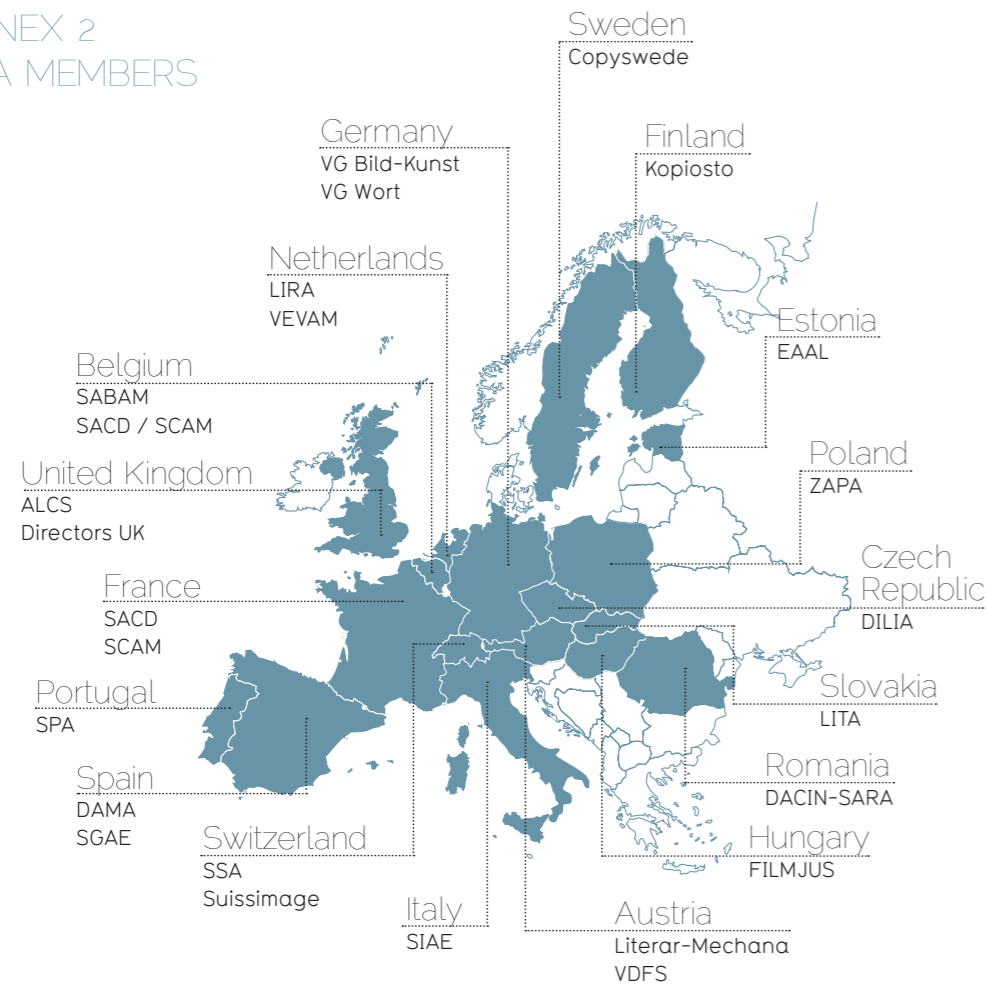 NEX 2
A MEMBERS
Sweden
Copyswede
Germany
VG Bild-Kunst
VG Wort
Finland
Kopiosto
Netherlands
LIRA
VEVAM
Estonia
EAAL
Belgium
SABAM
SACD / SCAM
Poland
ZAPA
United Kingdom
ALCS
Directors UK
Czech
Republic
DILIA
France
SACD
SCAM
Slovakia
LITA
Portugal
SPA
Romania
DACIN-SARA
Spain
DAMA
SGAE
Switzerland
SSA
Suissimage
Hungary
FILMJUS
Italy
SIAE
Austria
Literar-Mechana
VDFS